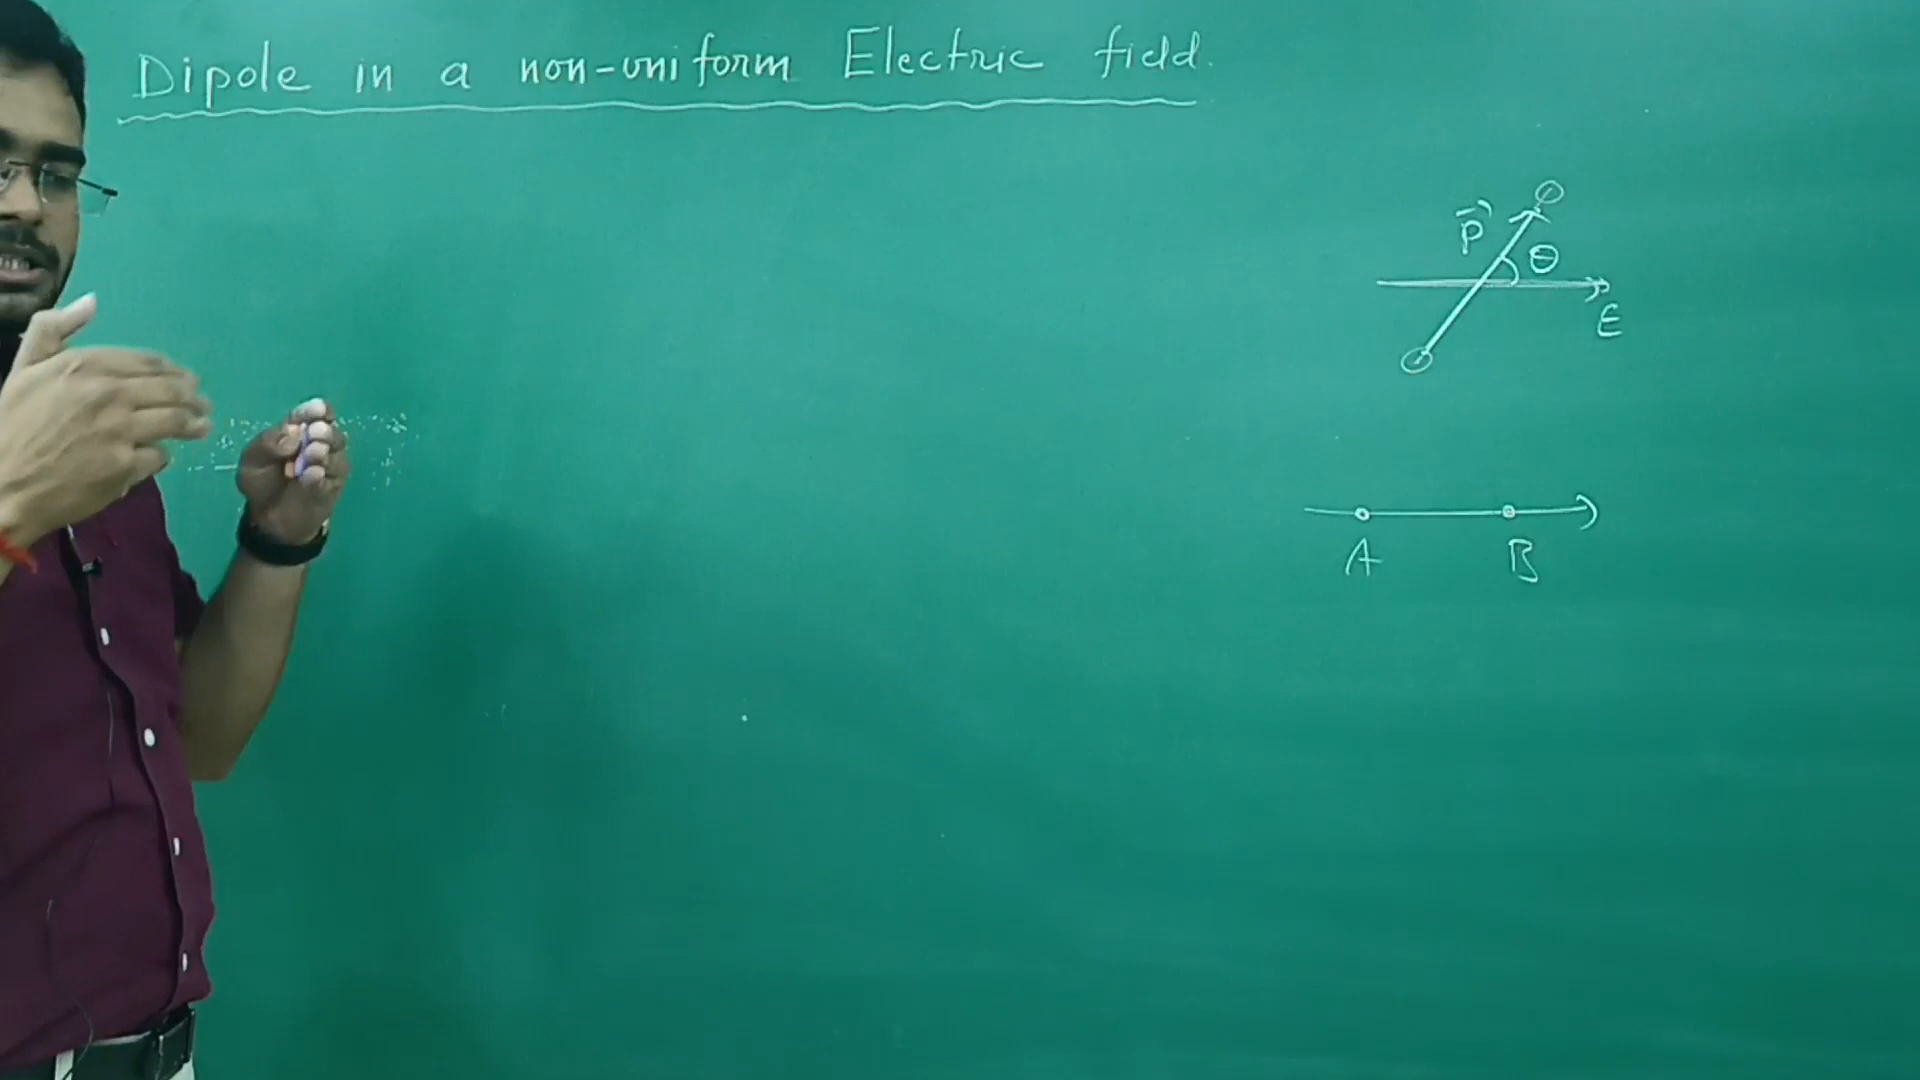 Dipole in a non-uniform Electric field.
P⃗ θ
E
A B